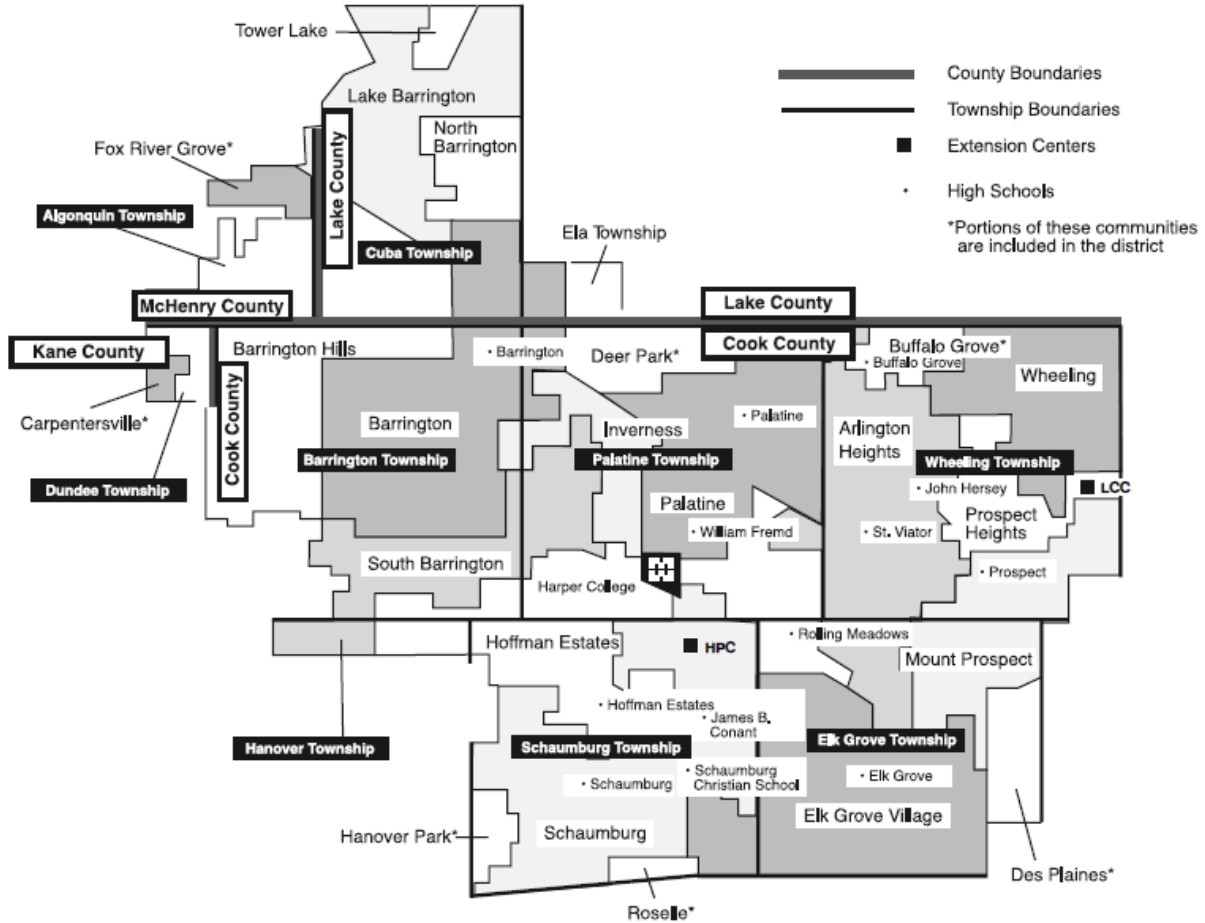 Tower Lake
County Boundaries
Lake Barrington
Township Boundaries
North
Barrington
Extension Centers
Fox River Grove*
Lake County
High Schools
Algonquin Township
*Portions of these communities
are included in the district
Ela Township
Cuba Township
McHenry County
Lake County
Kane County
Barrington Hills
Cook County
• Barrington
Deer Park*
Buffalo Grove*
• Buffalo Grove
Wheeling
Carpentersville*
Cook County
Barrington
Inverness
• Palatine
Arlington
Heights
Barrington Township
Palatine Township
Wheeling Township
Dundee Township
• John Hersey
LCC
Palatine
• William Fremd
• St. Viator
Prospect
Heights
South Barrington
Harper College
• Prospect
Hoffman Estates
HPC
• Rolling Meadows
Mount Prospect
• Hoffman Estates
• James B.
Conant
Hanover Township
Schaumburg Township
Elk Grove Township
• Schaumburg
• Schaumburg
Christian School
• Elk Grove
Hanover Park*
Schaumburg
Elk Grove Village
Des Plaines*
Roselle*